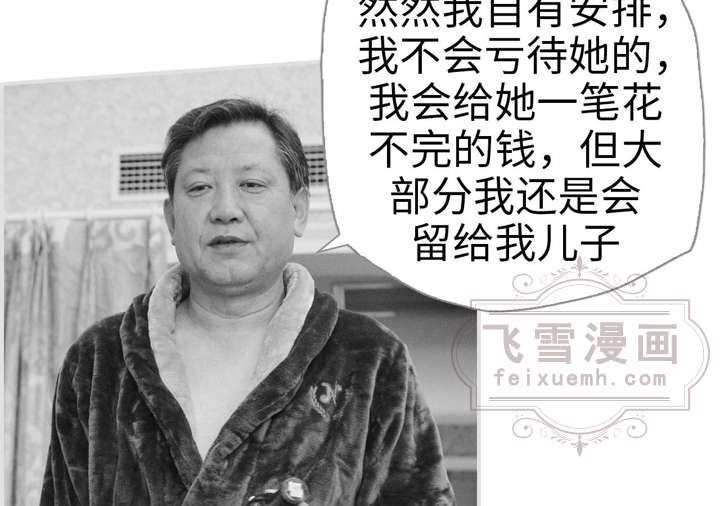 然然我自有安排，
我不会亏待她的，
我会给她一笔花
不完的钱，但大
部分我还是会
留给我儿子
飞雪漫画
feixuemh.com